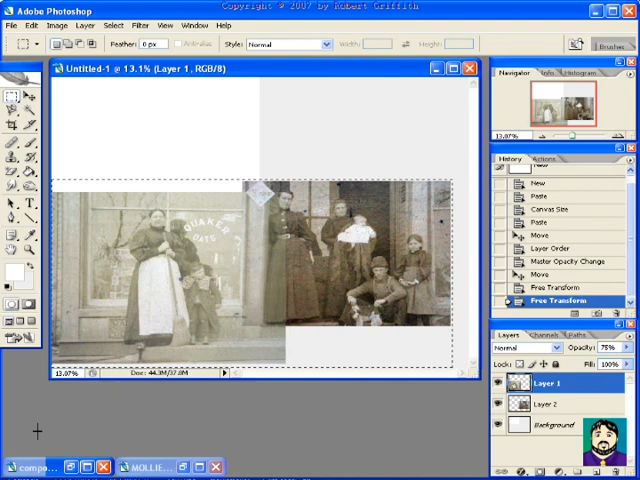 Copyright © 2007 by Robert Griffith
Adobe Photoshop
File Edit Image Layer Select Filter View Window Help
Feather: 0 px Anti-alias Style: Normal Width: Height: Brushes
Untitled-1 @ 13.1% (Layer 1, RGB/8)
QUAKER
OATS
13.07% Doc: 44.3M/37.8M
Navigator Info Histogram
13.07%
History Actions
New
New
Paste
Canvas Size
Paste
Move
Layer Order
Master Opacity Change
Move
Free Transform
Free Transform
Layers Channels Paths
Normal Opacity: 75%
Lock: Fill: 100%
Layer 1
Layer 2
Background
compo... MOLLIE...